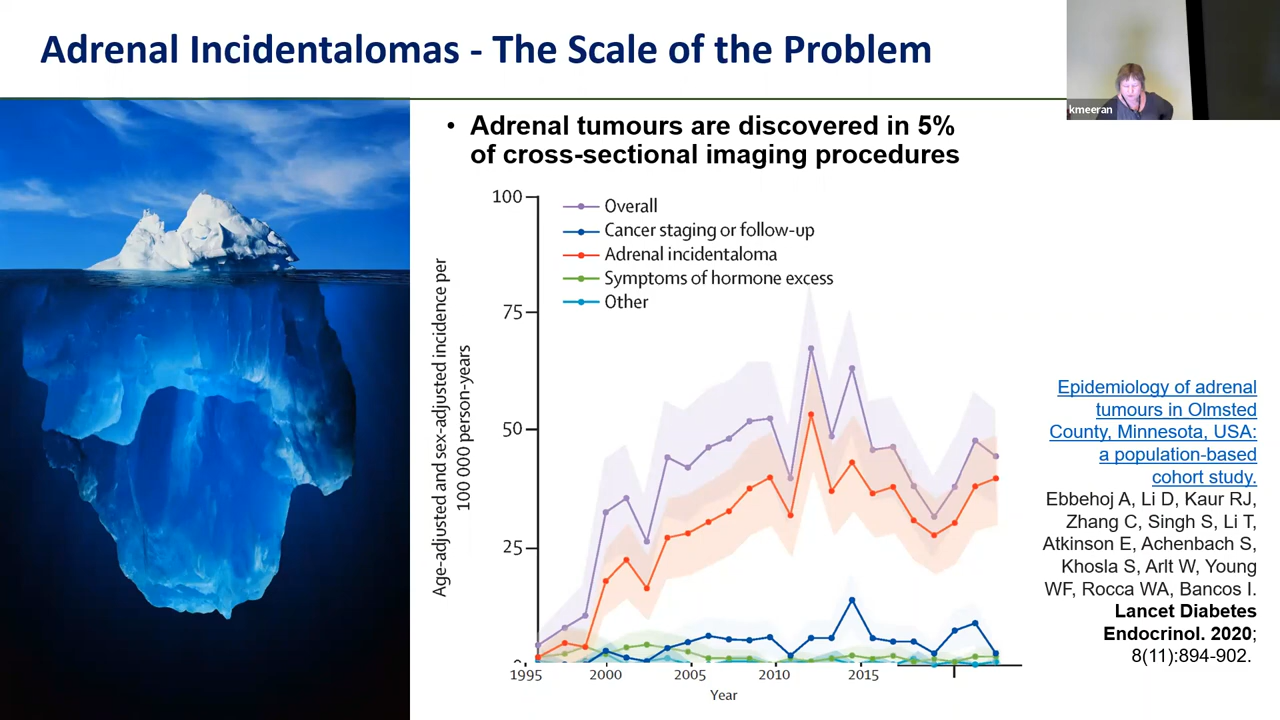 Adrenal Incidentalomas - The Scale of the Problem
kmeeran
• Adrenal tumours are discovered in 5%
of cross-sectional imaging procedures
Age-adjusted and sex-adjusted incidence per
100 000 person-years
100
75
50
25
0
Overall
Cancer staging or follow-up
Adrenal incidentaloma
Symptoms of hormone excess
Other
1995 2000 2005 2010 2015
Year
Epidemiology of adrenal
tumours in Olmsted
County, Minnesota, USA:
a population-based
cohort study.
Ebbehoj A, Li D, Kaur RJ,
Zhang C, Singh S, Li T,
Atkinson E, Achenbach S,
Khosla S, Arlt W, Young
WF, Rocca WA, Bancos I.
Lancet Diabetes
Endocrinol. 2020;
8(11):894-902.